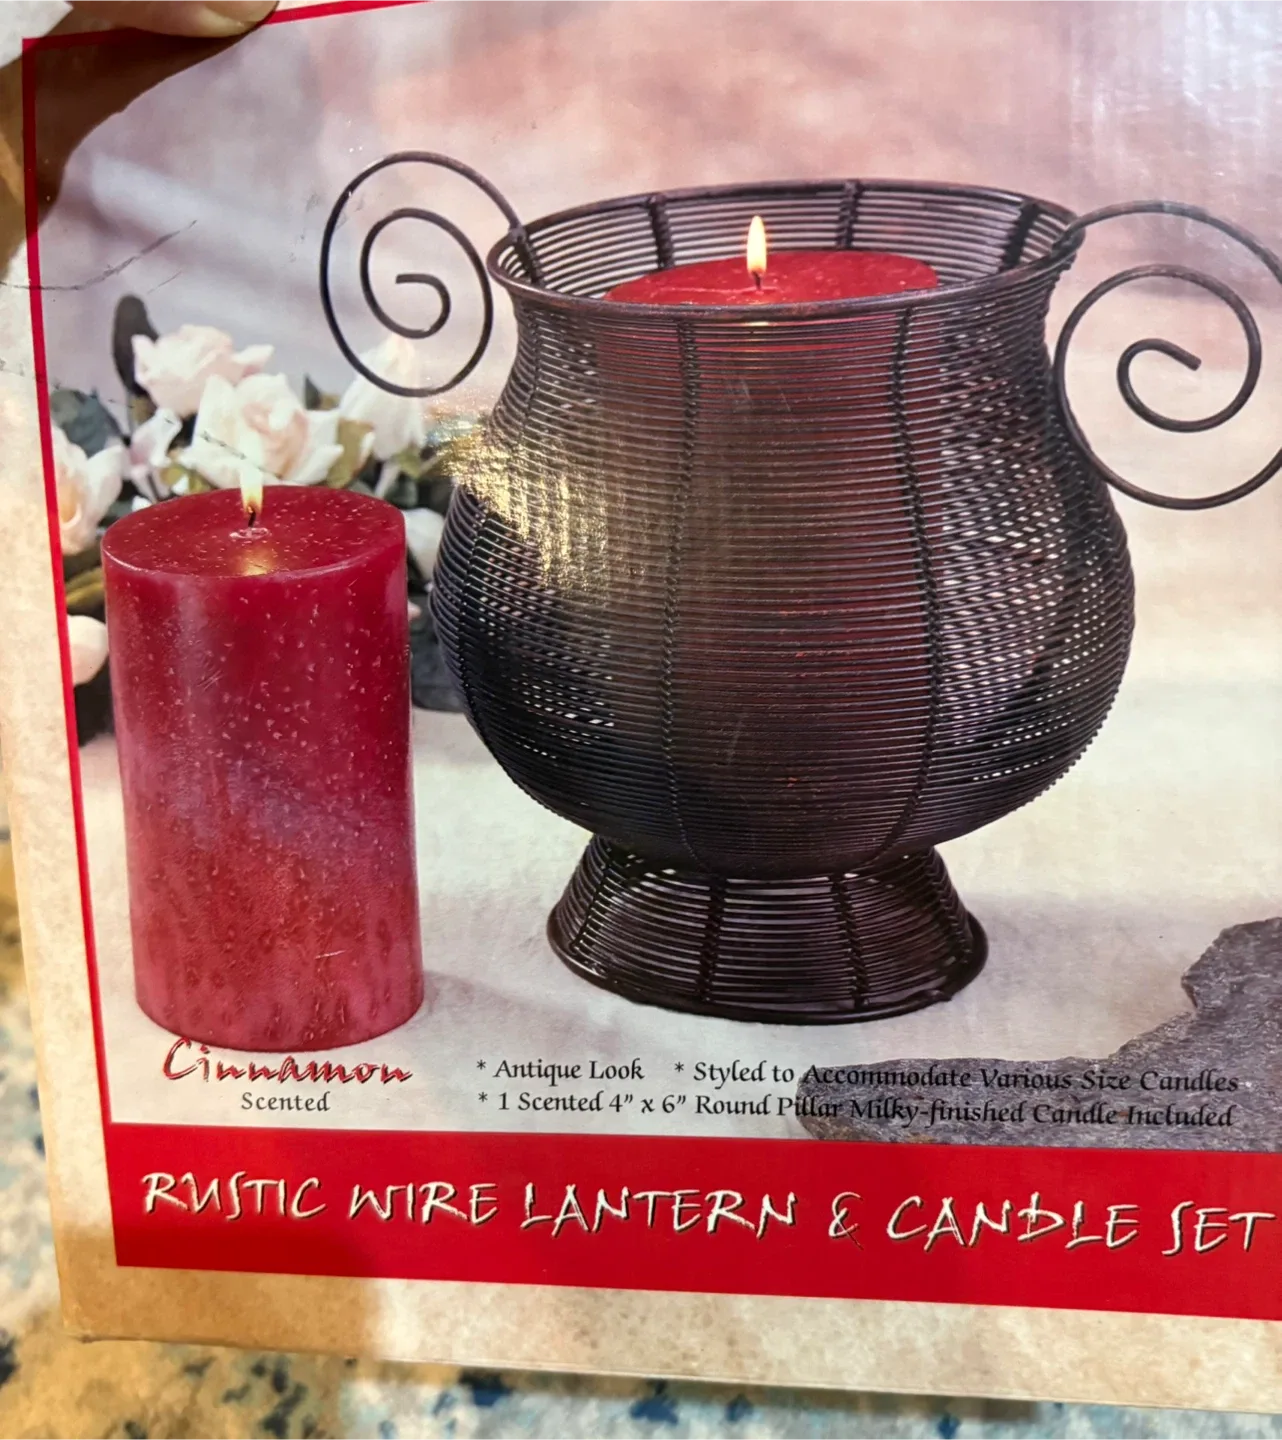 Cinnamon
Scented
* Antique Look * Styled to Accommodate Various Size Candles
* 1 Scented 4" x 6" Round Pillar Milky-finished Candle Included
RUSTIC WIRE LANTERN & CANDLE SET